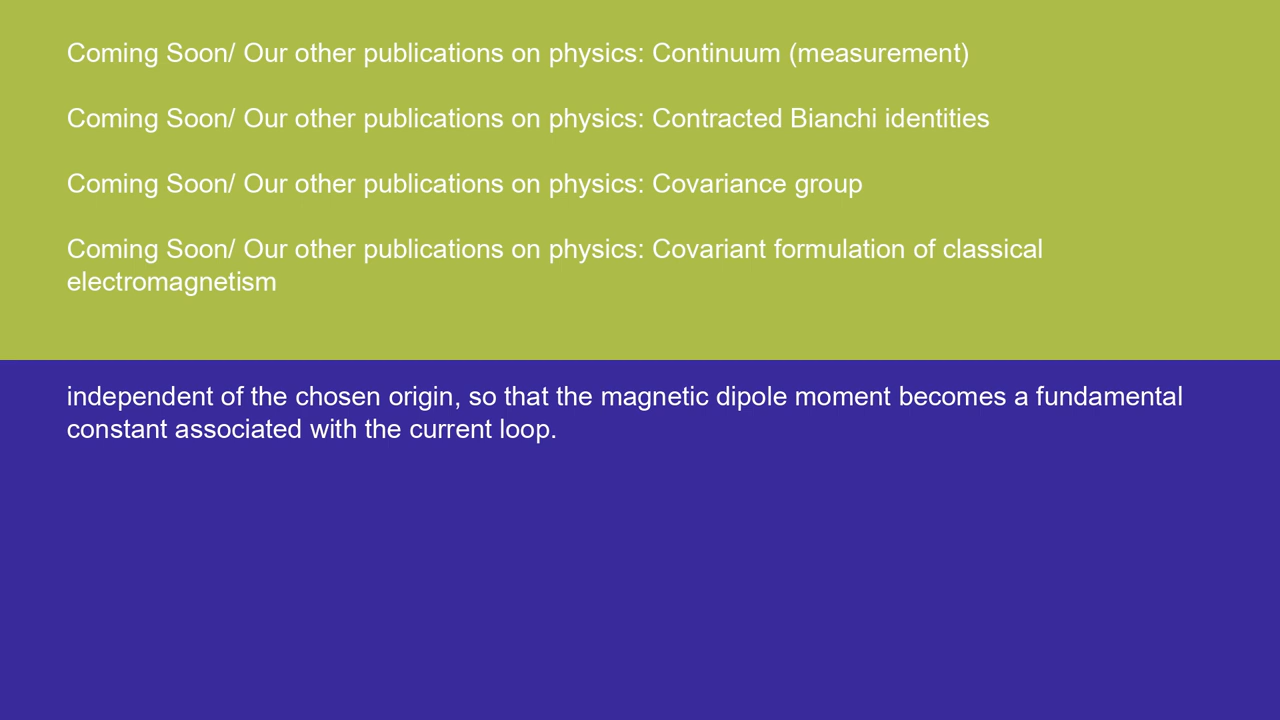 Coming Soon/ Our other publications on physics: Continuum (measurement)
Coming Soon/ Our other publications on physics: Contracted Bianchi identities
Coming Soon/ Our other publications on physics: Covariance group
Coming Soon/ Our other publications on physics: Covariant formulation of classical
electromagnetism
independent of the chosen origin, so that the magnetic dipole moment becomes a fundamental
constant associated with the current loop.